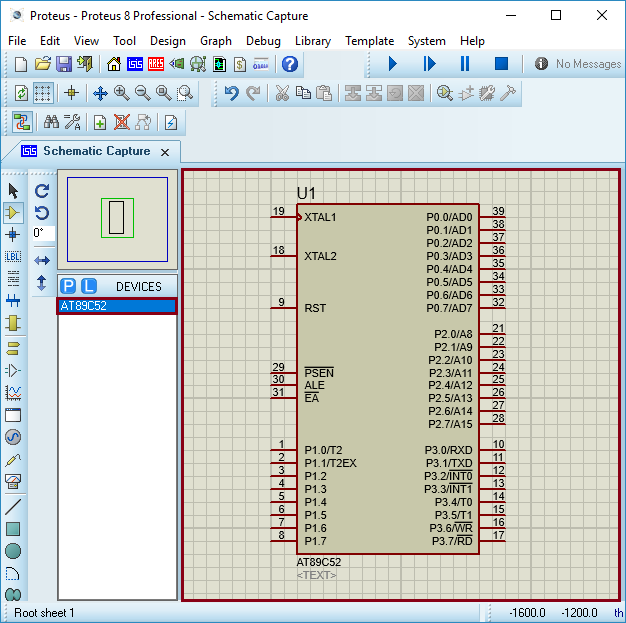 Proteus - Proteus 8 Professional - Schematic Capture
File Edit View Tool Design Graph Debug Library Template System Help
ISIS ARES $ No Messages
ISIS Schematic Capture
0°
LBL
P L DEVICES
AT89C52
U1
19 XTAL1 P0.0/AD0 39
P0.1/AD1 38
P0.2/AD2 37
18 XTAL2 P0.3/AD3 36
P0.4/AD4 35
P0.5/AD5 34
P0.6/AD6 33
9 RST P0.7/AD7 32
P2.0/A8 21
P2.1/A9 22
P2.2/A10 23
29 PSEN P2.3/A11 24
30 ALE P2.4/A12 25
31 EA P2.5/A13 26
P2.6/A14 27
P2.7/A15 28
1 P1.0/T2 P3.0/RXD 10
2 P1.1/T2EX P3.1/TXD 11
3 P1.2 P3.2/INT0 12
4 P1.3 P3.3/INT1 13
5 P1.4 P3.4/T0 14
6 P1.5 P3.5/T1 15
7 P1.6 P3.6/WR 16
8 P1.7 P3.7/RD 17
AT89C52
<TEXT>
Root sheet 1 -1600.0 -1200.0 th